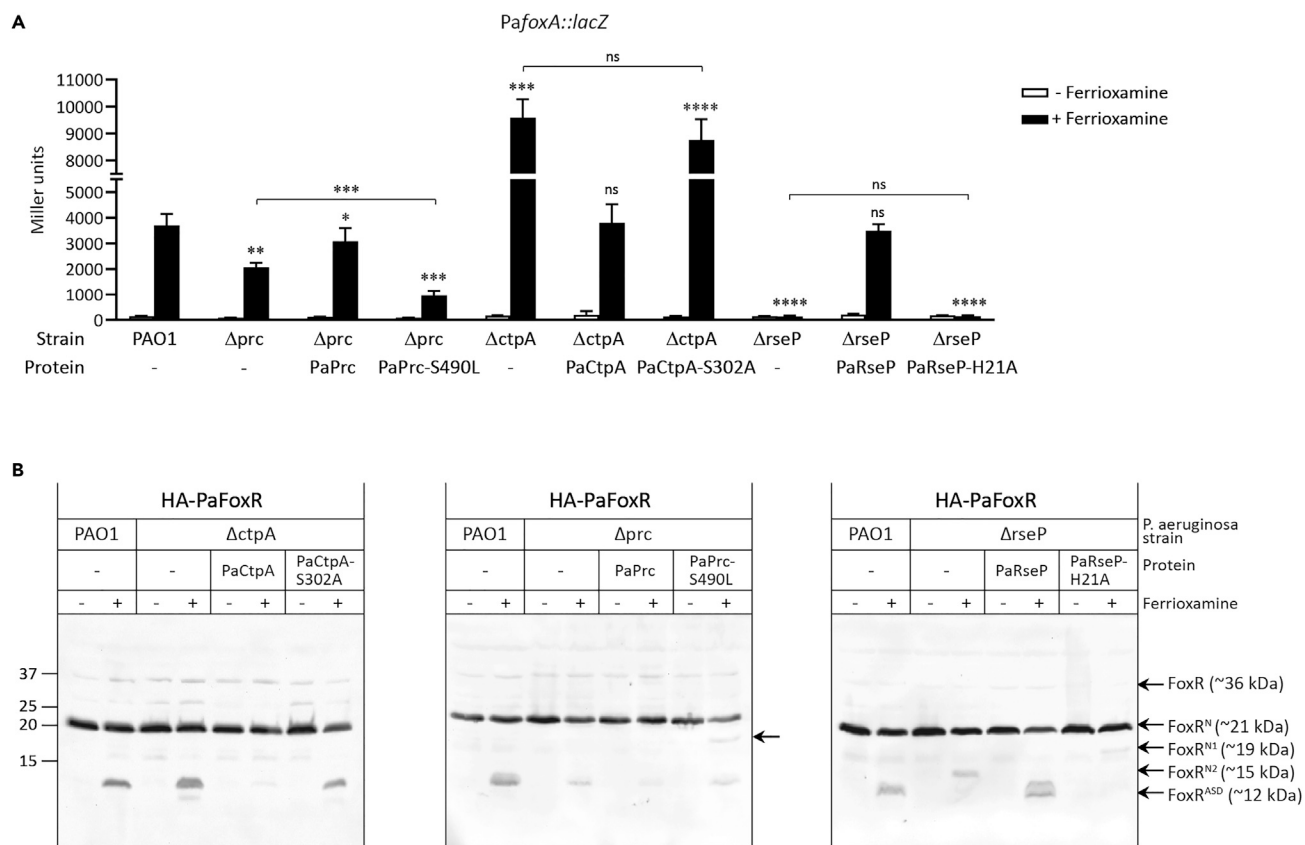 A
PafoxA::lacZ
ns
11000
10000
9000
8000
5000
4000
3000
2000
1000
0
Miller units
- Ferrioxamine
+ Ferrioxamine
*** ****
*** ns ns
** * *** **** ns ****
Strain PAO1 Δprc Δprc Δprc ΔctpA ΔctpA ΔctpA ΔrseP ΔrseP ΔrseP
Protein - - PaPrc PaPrc-S490L - PaCtpA PaCtpA-S302A - PaRseP PaRseP-H21A
B
HA-PaFoxR HA-PaFoxR HA-PaFoxR
PAO1 ΔctpA PAO1 Δprc PAO1 ΔrseP P. aeruginosa
strain
- - PaCtpA PaCtpA-
S302A - - PaPrc PaPrc-
S490L - - PaRseP PaRseP-
H21A Protein
- + - + - + - + - + - + - + - + - + - + - + - + Ferrioxamine
37
25
20
15
FoxR (~36 kDa)
FoxRᴺ (~21 kDa)
FoxRᴺ¹ (~19 kDa)
FoxRᴺ² (~15 kDa)
FoxRᴬˢᴰ (~12 kDa)